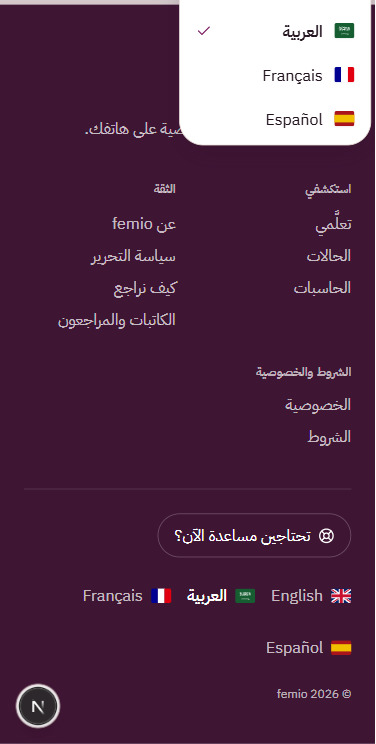 العربية
Français
Español
على هاتفك.
استكشفي
تعلَّمي
الحالات
الحاسبات
الثقة
عن femio
سياسة التحرير
كيف نراجع
الكاتبات والمراجعون
الشروط والخصوصية
الخصوصية
الشروط
تحتاجين مساعدة الآن؟
English
العربية
Français
Español
© 2026 femio
N